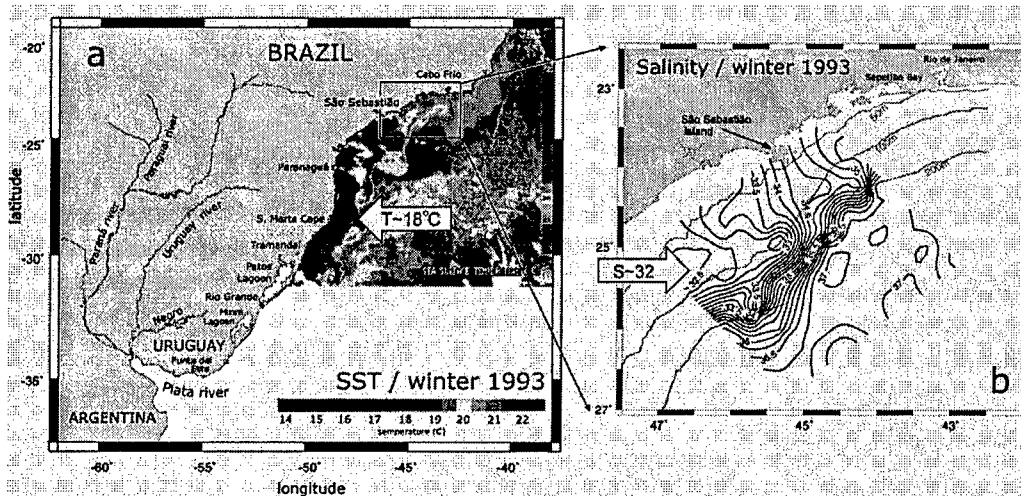 a
BRAZIL
Cabo Frio
São Sebastião
Paranaguá
Paraguai river
Paraná river
Uruguay river
S. Marta Cape
T~18°C
Tramandaí
Patos
Lagoon
Rio Grande
Mirim
Lagoon
Negro
URUGUAY
Punta del
Este
Plata river
ARGENTINA
SST / winter 1993
14 15 16 17 18 19 20 21 22
temperature (C)
-20°
-25°
-30°
-35°
latitude
-60° -55° -50° -45° -40°
longitude
Salinity / winter 1993
Rio de Janeiro
Sepetiba Bay
São Sebastião
Island
50m
100m
S~32
b
23°
25°
27°
47° 45° 43°